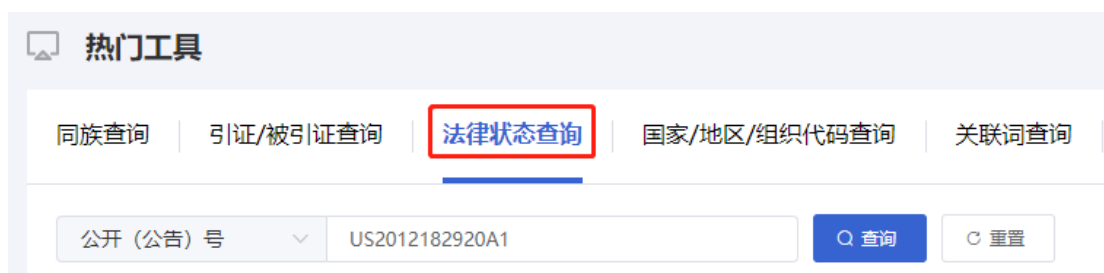 热门工具
同族查询 引证/被引证查询 法律状态查询 国家/地区/组织代码查询 关联词查询
公开（公告）号 US2012182920A1 查询 重置